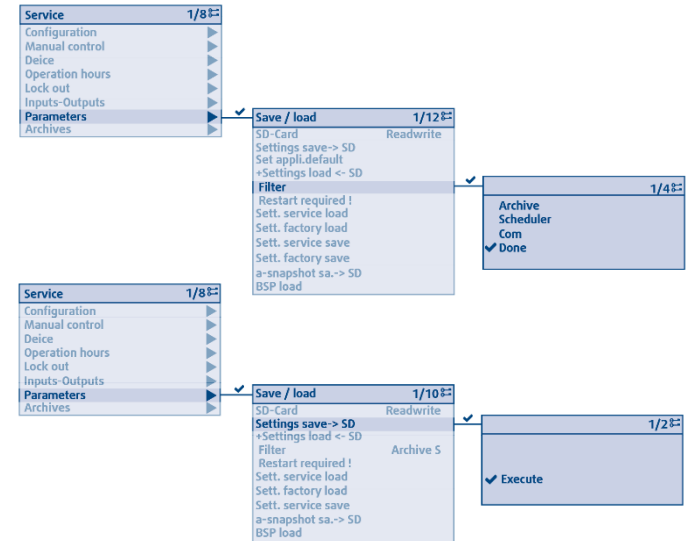 Service 1/8
Configuration
Manual control
Deice
Operation hours
Lock out
Inputs-Outputs
Parameters
Archives
Save / load 1/12
SD-Card Readwrite
Settings save-> SD
Set appli.default
+Settings load <- SD
Filter
Restart required !
Sett. service load
Sett. factory load
Sett. service save
Sett. factory save
a-snapshot sa.-> SD
BSP load
1/4
Archive
Scheduler
Com
Done
Service 1/8
Configuration
Manual control
Deice
Operation hours
Lock out
Inputs-Outputs
Parameters
Archives
Save / load 1/10
SD-Card Readwrite
Settings save-> SD
+Settings load <- SD
Filter Archive S
Restart required !
Sett. service load
Sett. factory load
Sett. service save
a-snapshot sa.-> SD
BSP load
1/2
Execute